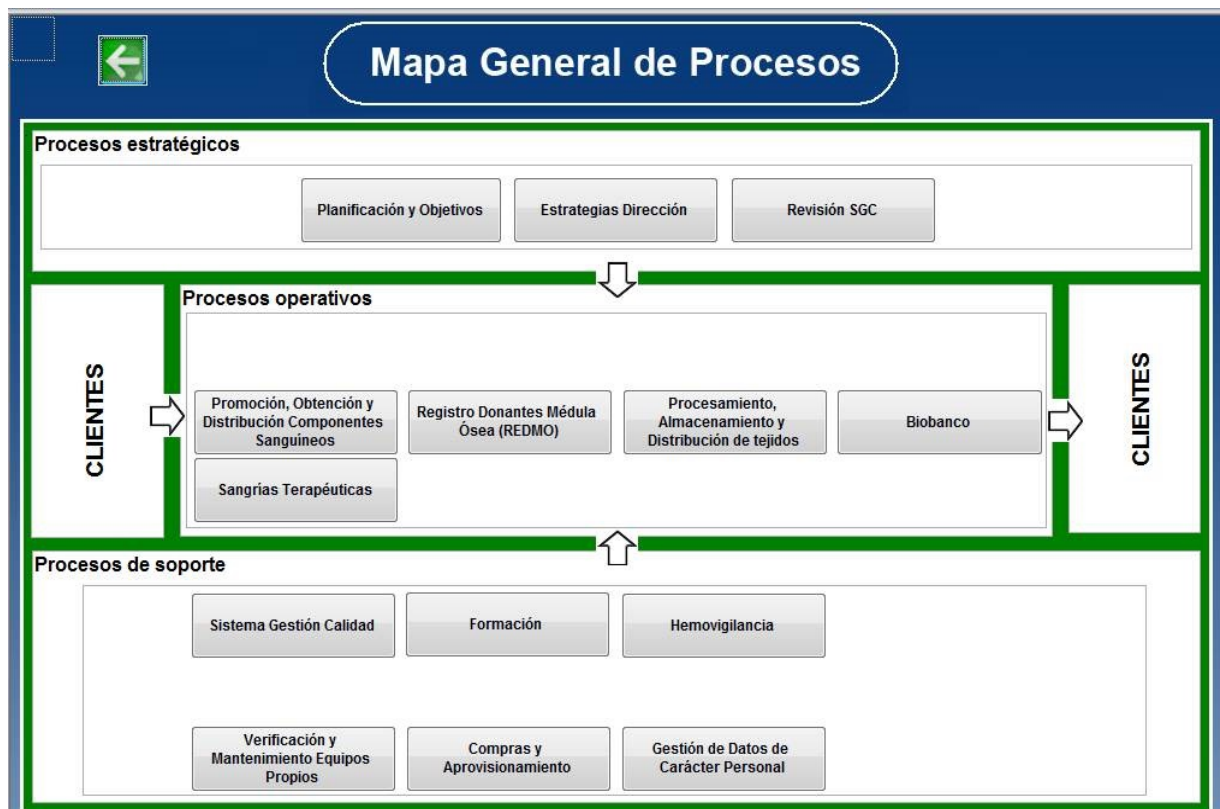 Mapa General de Procesos
Procesos estratégicos
Planificación y Objetivos
Estrategias Dirección
Revisión SGC
CLIENTES
Procesos operativos
Promoción, Obtención y
Distribución Componentes
Sanguíneos
Registro Donantes Médula
Ósea (REDMO)
Procesamiento,
Almacenamiento y
Distribución de tejidos
Biobanco
Sangrías Terapéuticas
CLIENTES
Procesos de soporte
Sistema Gestión Calidad
Formación
Hemovigilancia
Verificación y
Mantenimiento Equipos
Propios
Compras y
Aprovisionamiento
Gestión de Datos de
Carácter Personal